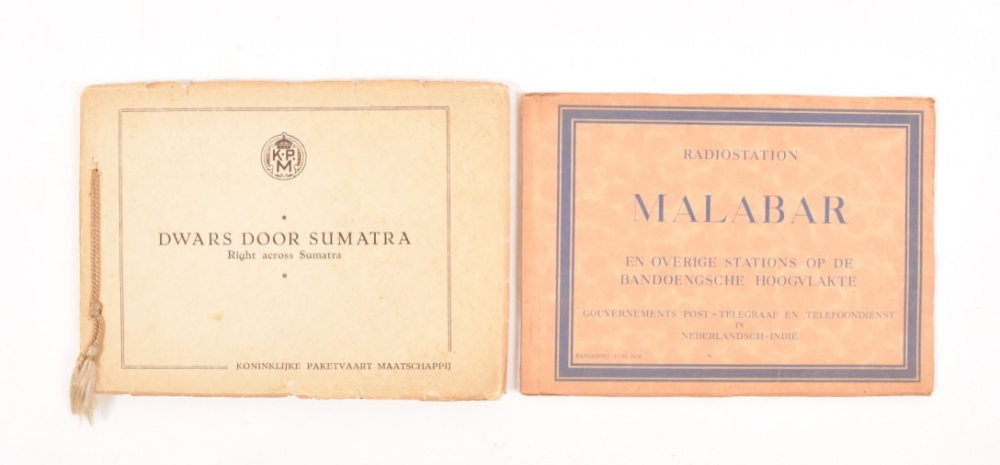 K.P.
M
DWARS DOOR SUMATRA
Right across Sumatra
KONINKLIJKE PAKETVAART MAATSCHAPPIJ
RADIOSTATION
MALABAR
EN OVERIGE STATIONS OP DE
BANDOENGSCHE HOOGVLAKTE
GOUVERNEMENTS POST-TELEGRAAF EN TELEFOONDIENST
IN
NEDERLANDSCH-INDIË
BANDOENG